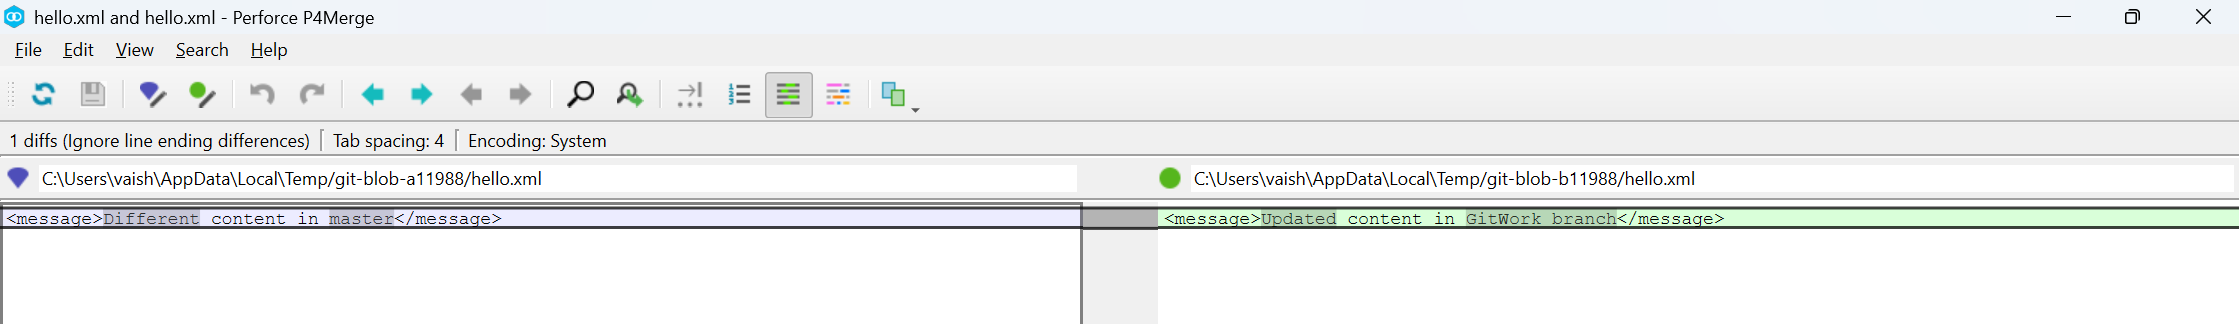 hello.xml and hello.xml - Perforce P4Merge
File Edit View Search Help
1 diffs (Ignore line ending differences) Tab spacing: 4 Encoding: System
C:\Users\vaish\AppData\Local\Temp/git-blob-a11988/hello.xml C:\Users\vaish\AppData\Local\Temp/git-blob-b11988/hello.xml
<message>Different content in master</message> <message>Updated content in GitWork branch</message>